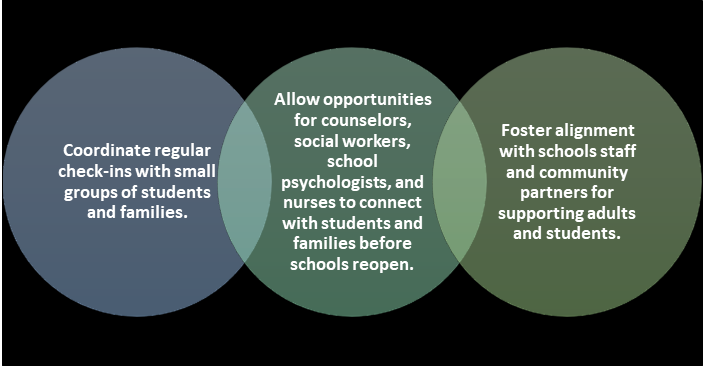 Coordinate regular
check-ins with small
groups of students
and families.
Allow opportunities
for counselors,
social workers,
school
psychologists, and
nurses to connect
with students and
families before
schools reopen.
Foster alignment
with schools staff
and community
partners for
supporting adults
and students.